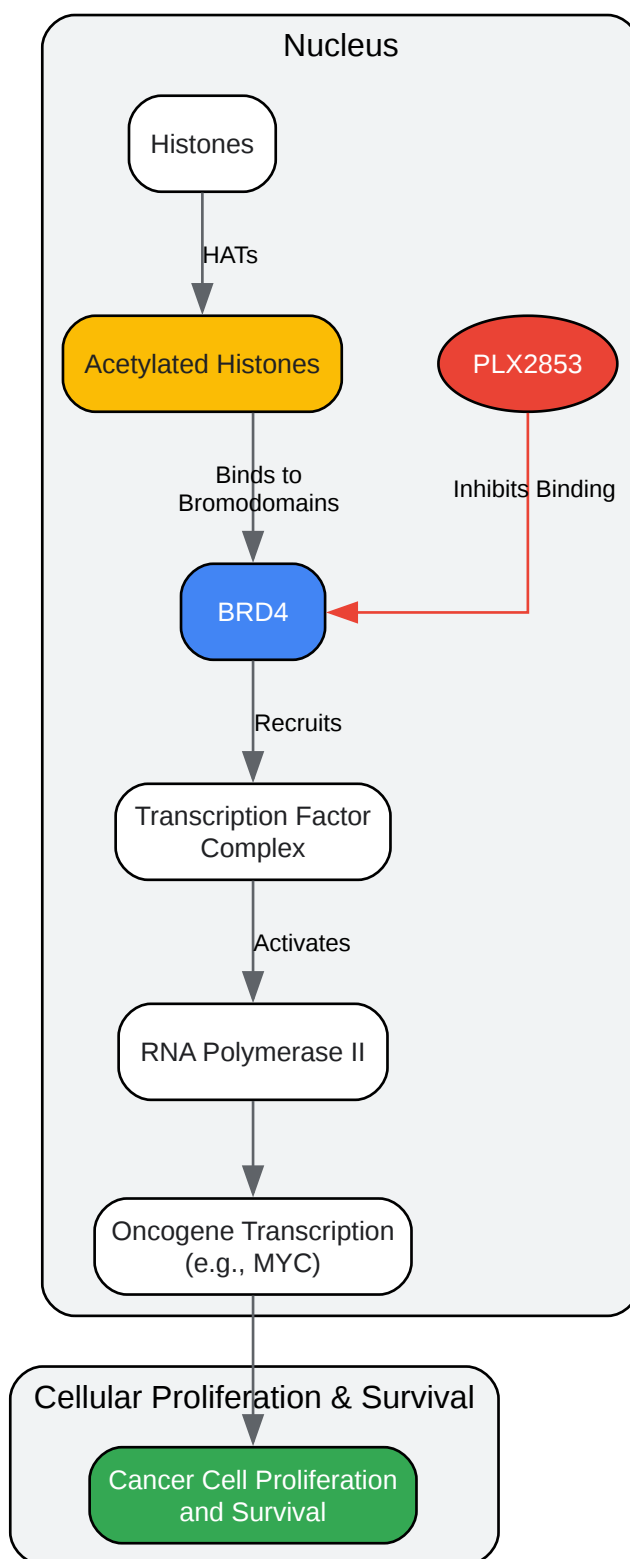 Nucleus
Histones
HATs
Acetylated Histones
PLX2853
Binds to
Bromodomains
Inhibits Binding
BRD4
Recruits
Transcription Factor
Complex
Activates
RNA Polymerase II
Oncogene Transcription
(e.g., MYC)
Cellular Proliferation & Survival
Cancer Cell Proliferation
and Survival